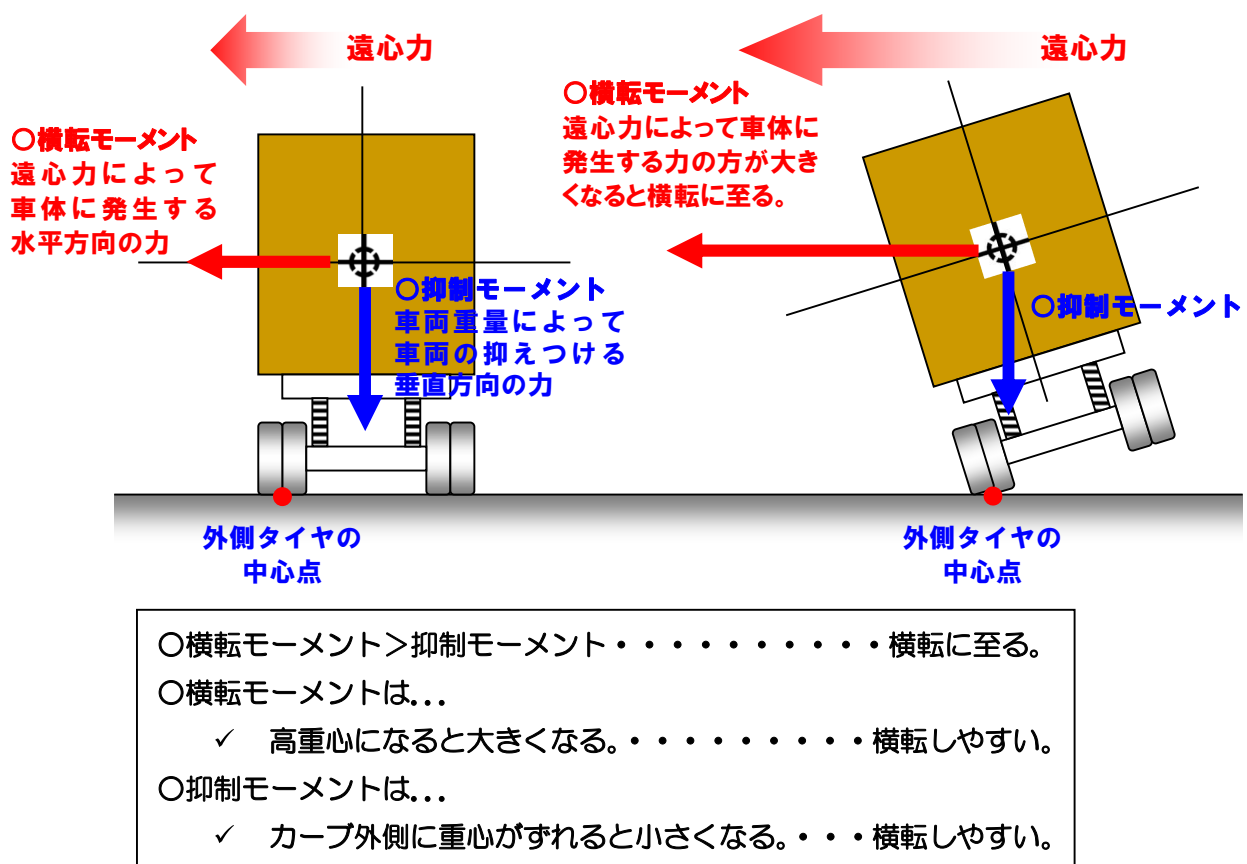 遠心力
○横転モーメント
遠心力によって
車体に発生する
水平方向の力
○抑制モーメント
車両重量によって
車両の抑えつける
垂直方向の力
外側タイヤの
中心点
遠心力
○横転モーメント
遠心力によって車体に
発生する力の方が大き
くなると横転に至る。
○抑制モーメント
外側タイヤの
中心点
○横転モーメント＞抑制モーメント・・・・・・・・・・横転に至る。
○横転モーメントは...
✓ 高重心になると大きくなる。・・・・・・・・・横転しやすい。
○抑制モーメントは...
✓ カーブ外側に重心がずれると小さくなる。・・・横転しやすい。